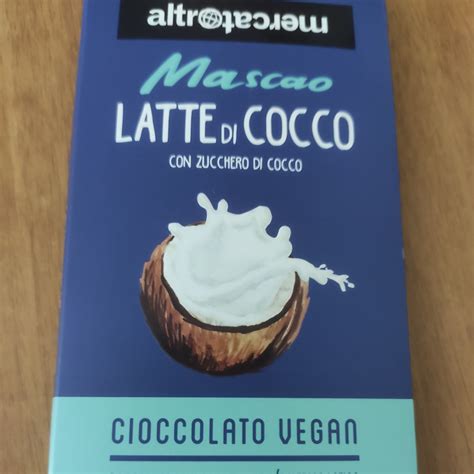 altromercato
Mascao
LATTE DI COCCO
CON ZUCCHERO DI COCCO
CIOCCOLATO VEGAN